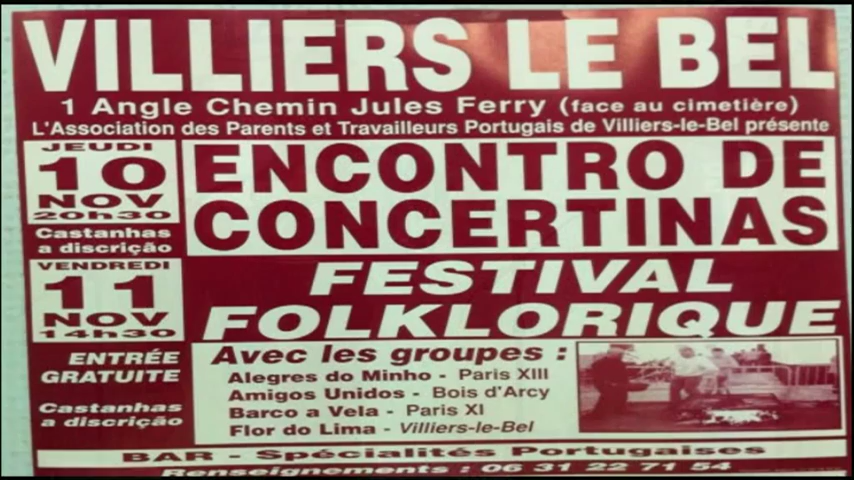 VILLIERS LE BEL
1 Angle Chemin Jules Ferry (face au cimetière)
L'Association des Parents et Travailleurs Portugais de Villiers-le-Bel présente
JEUDI
10
NOV
20h30
Castanhas
a discrição
ENCONTRO DE
CONCERTINAS
VENDREDI
11
NOV
14h30
FESTIVAL
FOLKLORIQUE
ENTRÉE
GRATUITE
Castanhas
a discrição
Avec les groupes :
Alegres do Minho - Paris XIII
Amigos Unidos - Bois d'Arcy
Barco a Vela - Paris XI
Flor do Lima - Villiers-le-Bel
BAR - Spécialités Portugaises
Renseignements : 06 31 22 71 54